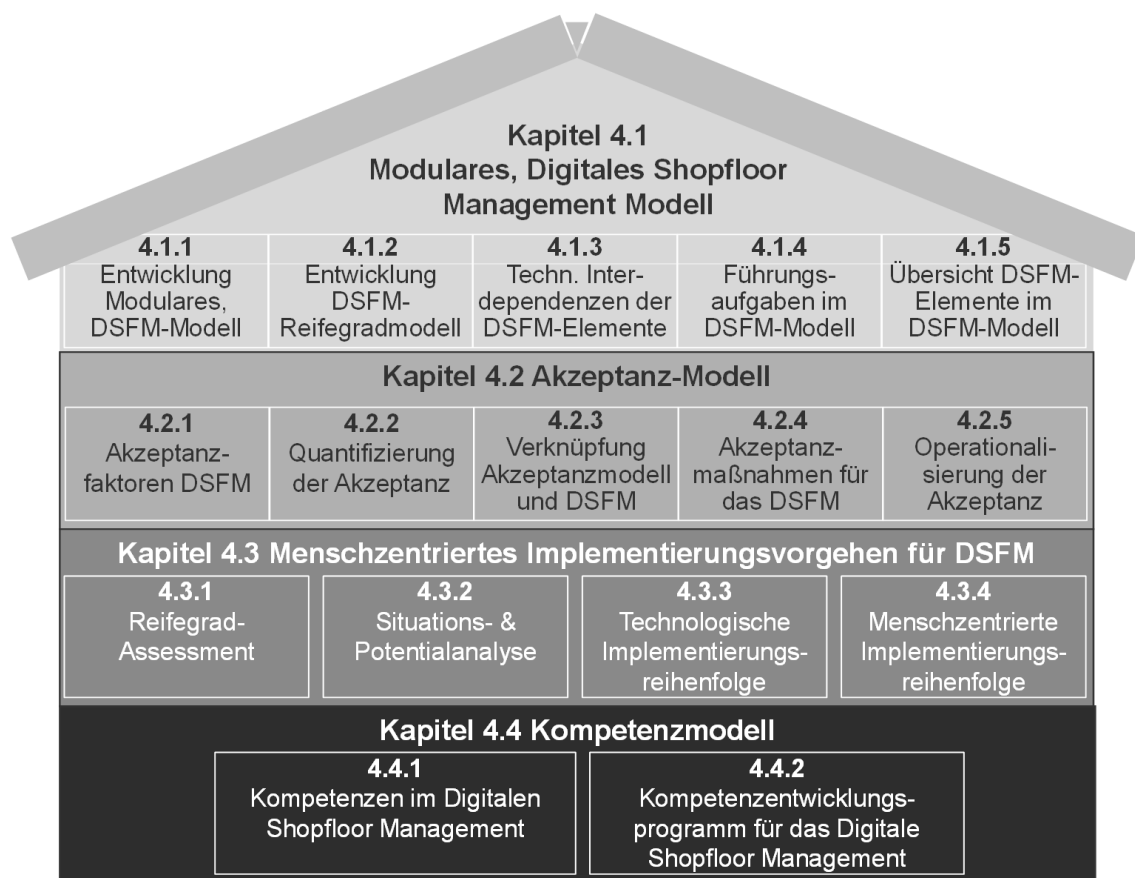 Kapitel 4.1
Modulares, Digitales Shopfloor
Management Modell
4.1.1
Entwicklung
Modulares,
DSFM-Modell
4.1.2
Entwicklung
DSFM-
Reifegradmodell
4.1.3
Techn. Inter-
dependenzen der
DSFM-Elemente
4.1.4
Führungs-
aufgaben im
DSFM-Modell
4.1.5
Übersicht DSFM-
Elemente im
DSFM-Modell
Kapitel 4.2 Akzeptanz-Modell
4.2.1
Akzeptanz-
faktoren DSFM
4.2.2
Quantifizierung
der Akzeptanz
4.2.3
Verknüpfung
Akzeptanzmodell
und DSFM
4.2.4
Akzeptanz-
maßnahmen für
das DSFM
4.2.5
Operationali-
sierung der
Akzeptanz
Kapitel 4.3 Menschzentriertes Implementierungsvorgehen für DSFM
4.3.1
Reifegrad-
Assessment
4.3.2
Situations- &
Potentialanalyse
4.3.3
Technologische
Implementierungs-
reihenfolge
4.3.4
Menschzentrierte
Implementierungs-
reihenfolge
Kapitel 4.4 Kompetenzmodell
4.4.1
Kompetenzen im Digitalen
Shopfloor Management
4.4.2
Kompetenzentwicklungs-
programm für das Digitale
Shopfloor Management